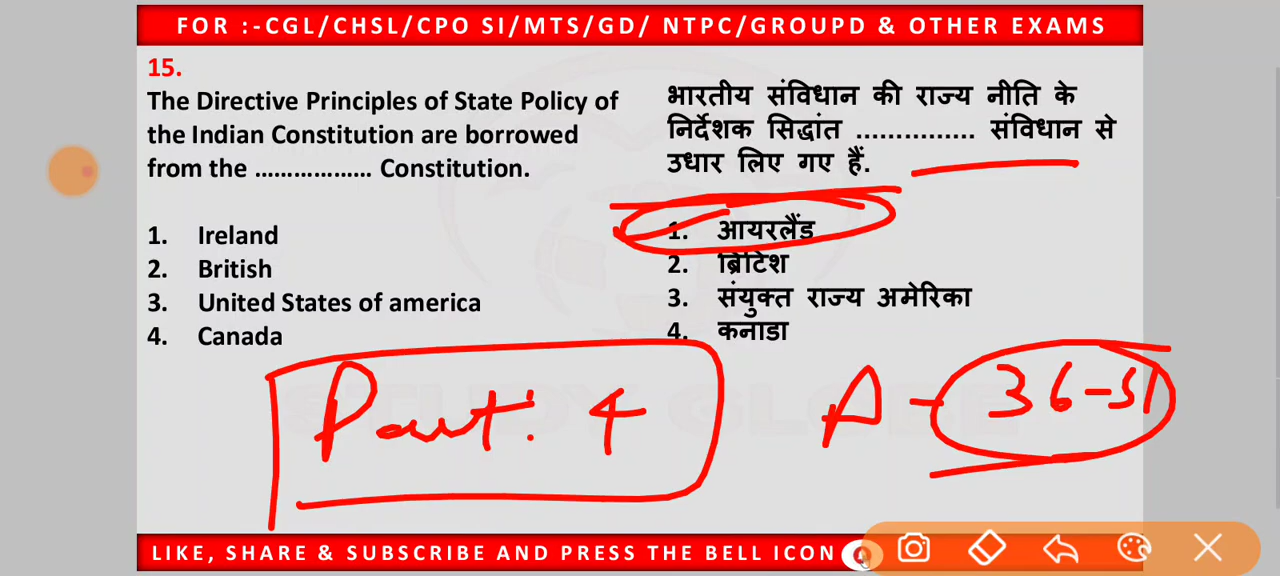 FOR :-CGL/CHSL/CPO SI/MTS/GD/ NTPC/GROUPD & OTHER EXAMS
15.
The Directive Principles of State Policy of
the Indian Constitution are borrowed
from the .................. Constitution.
1. Ireland
2. British
3. United States of america
4. Canada
भारतीय संविधान की राज्य नीति के
निर्देशक सिद्धांत ............... संविधान से
उधार लिए गए हैं.
1. आयरलैंड
2. ब्रिटिश
3. संयुक्त राज्य अमेरिका
4. कनाडा
Part: 4
A - 36-51
STUDY GLOBE
LIKE, SHARE & SUBSCRIBE AND PRESS THE BELL ICON